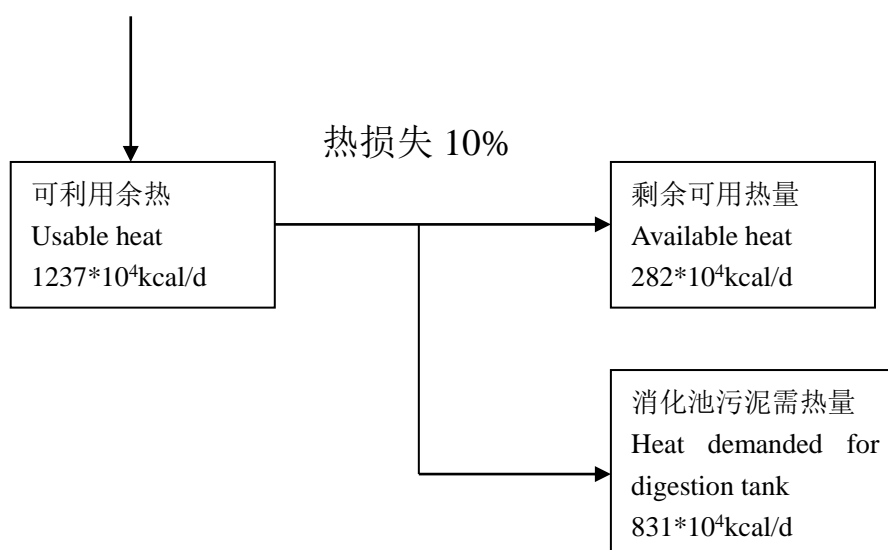 热损失 10%
可利用余热
Usable heat
1237*10⁴kcal/d
剩余可用热量
Available heat
282*10⁴kcal/d
消化池污泥需热量
Heat demanded for
digestion tank
831*10⁴kcal/d